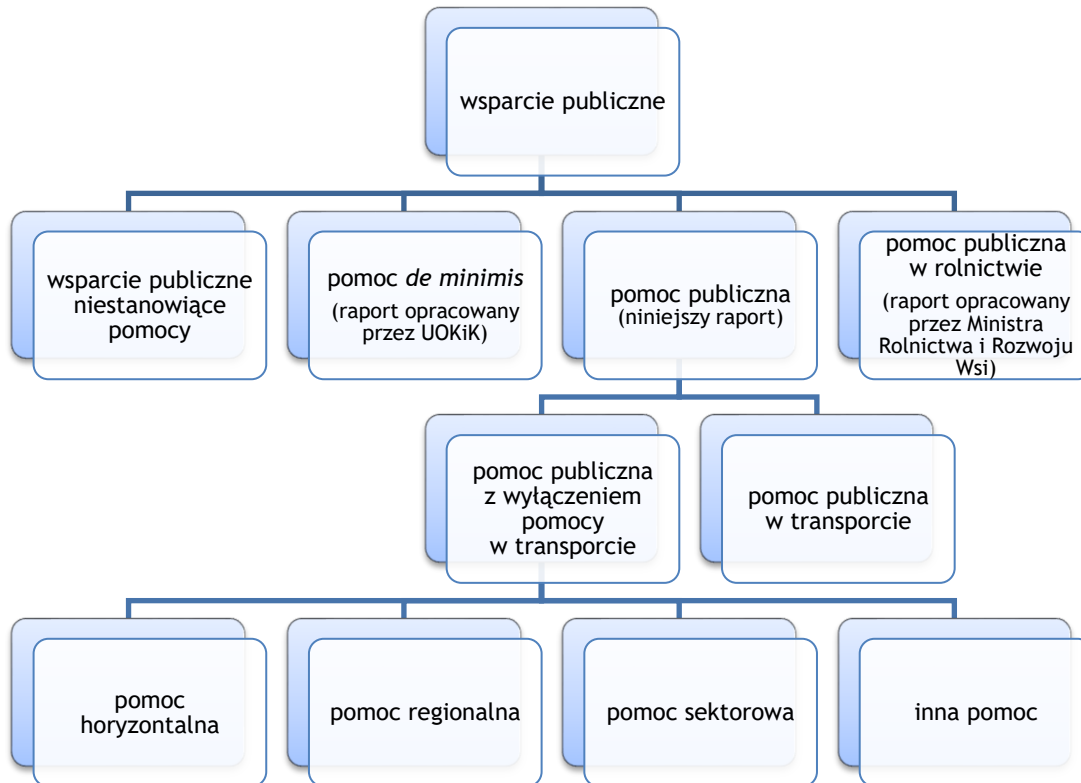 wsparcie publiczne
wsparcie publiczne
niestanowiące
pomocy
pomoc de minimis
(raport opracowany
przez UOKiK)
pomoc publiczna
(niniejszy raport)
pomoc publiczna
w rolnictwie
(raport opracowany
przez Ministra
Rolnictwa i Rozwoju
Wsi)
pomoc publiczna
z wyłączeniem
pomocy
w transporcie
pomoc publiczna
w transporcie
pomoc
horyzontalna
pomoc regionalna
pomoc sektorowa
inna pomoc